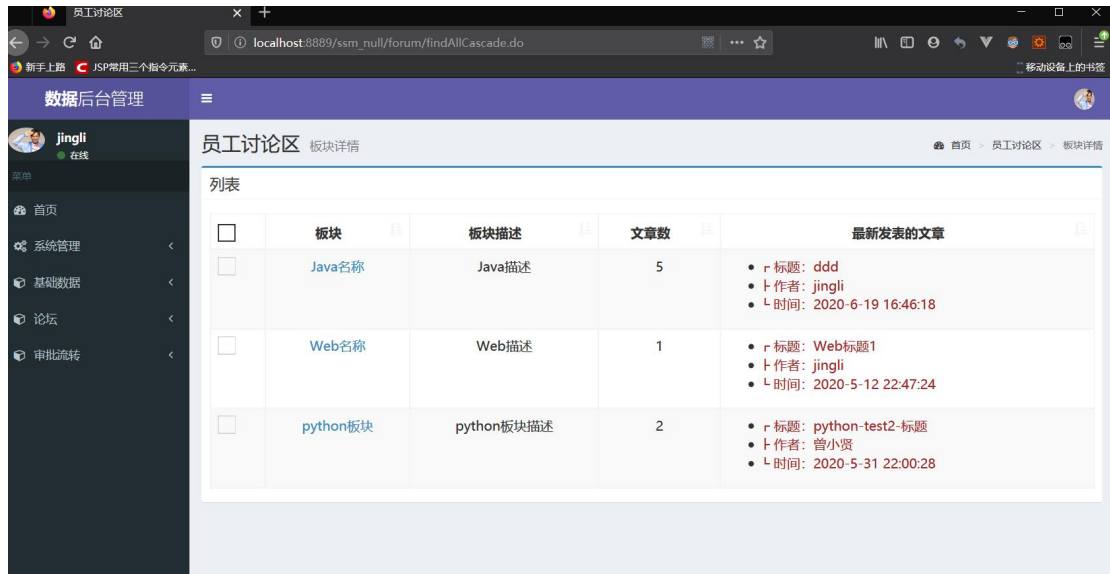 员工讨论区
localhost:8889/ssm_null/forum/findAllCascade.do
新手上路 JSP常用三个指令元素...
移动设备上的书签
数据后台管理
jingli
在线
菜单
首页
系统管理
基础数据
论坛
审批流转
员工讨论区 板块详情
首页 > 员工讨论区 > 板块详情
列表
板块 板块描述 文章数 最新发表的文章
Java名称 Java描述 5
┌ 标题：ddd
├ 作者：jingli
└ 时间：2020-6-19 16:46:18
Web名称 Web描述 1
┌ 标题：Web标题1
├ 作者：jingli
└ 时间：2020-5-12 22:47:24
python板块 python板块描述 2
┌ 标题：python-test2-标题
├ 作者：曾小贤
└ 时间：2020-5-31 22:00:28